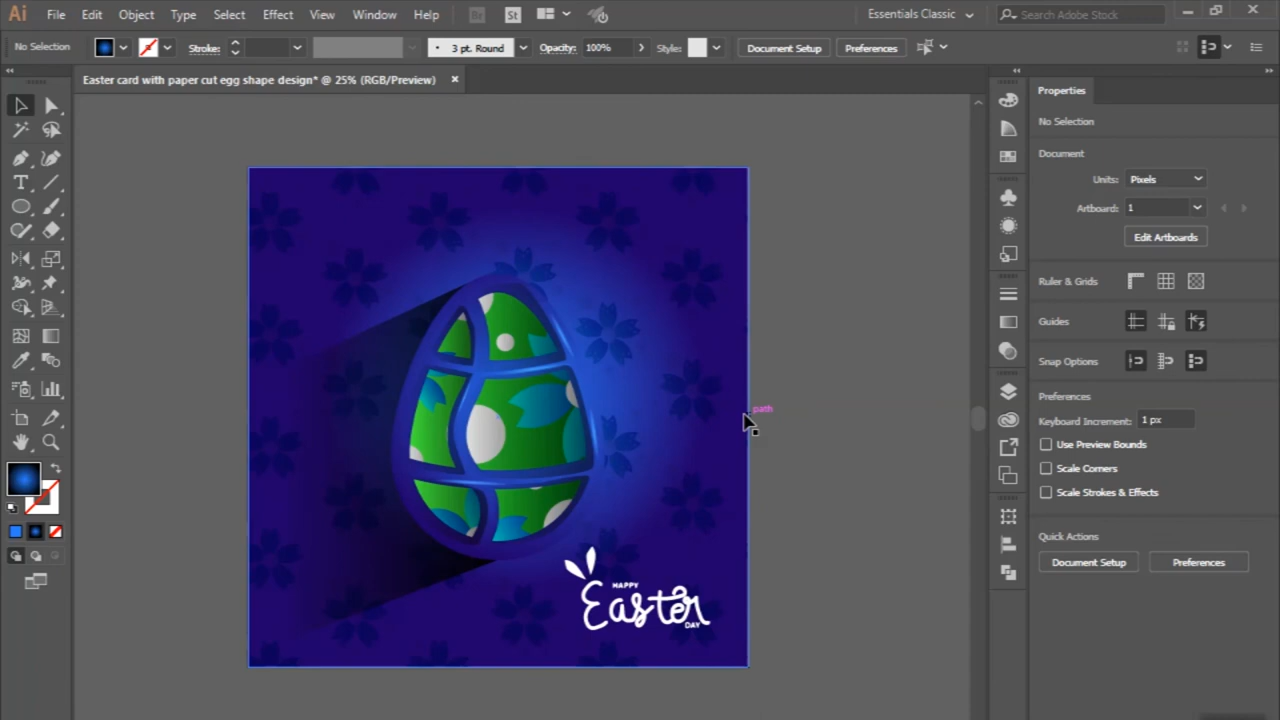 Ai File Edit Object Type Select Effect View Window Help Br St Essentials Classic Search Adobe Stock
No Selection Stroke: 3 pt. Round Opacity: 100% Style: Document Setup Preferences
Easter card with paper cut egg shape design* @ 25% (RGB/Preview)
Properties
No Selection
Document
Units: Pixels
Artboard: 1
Edit Artboards
Ruler & Grids
Guides
Snap Options
Preferences
Keyboard Increment: 1 px
Use Preview Bounds
Scale Corners
Scale Strokes & Effects
Quick Actions
Document Setup Preferences
path
HAPPY
Easter
DAY